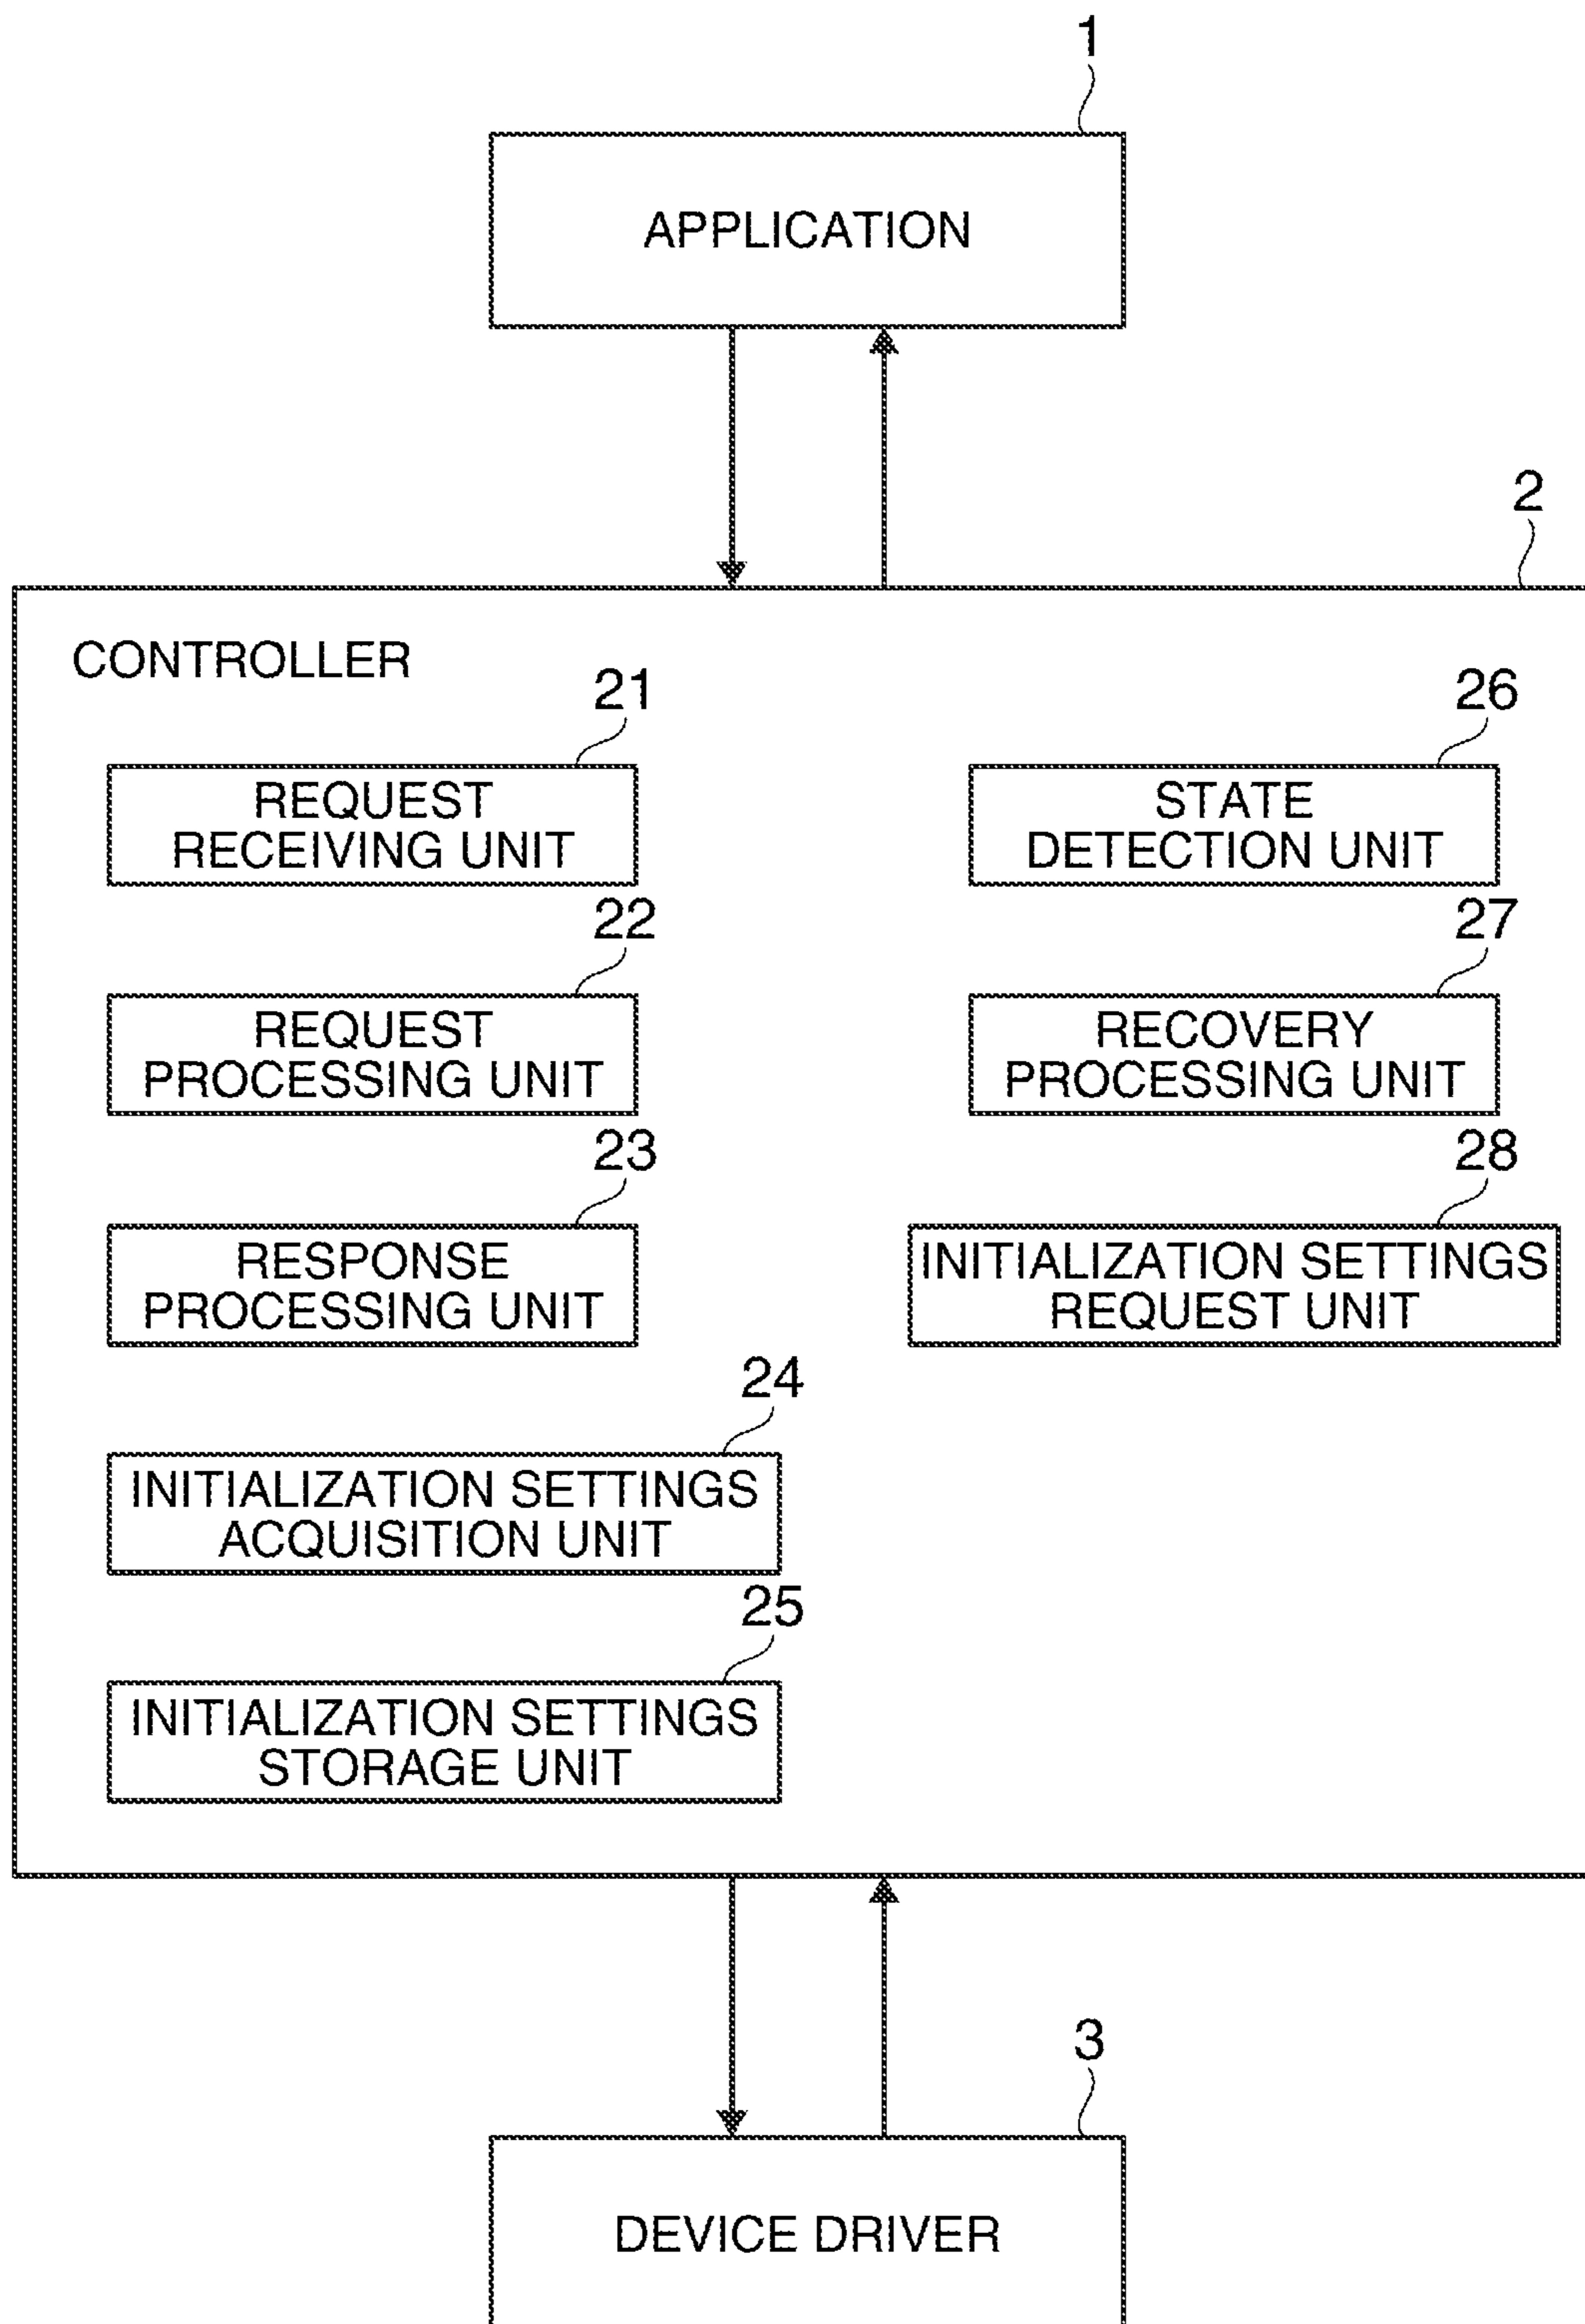 1
APPLICATION
2
CONTROLLER
21
REQUEST
RECEIVING UNIT
22
REQUEST
PROCESSING UNIT
23
RESPONSE
PROCESSING UNIT
24
INITIALIZATION SETTINGS
ACQUISITION UNIT
25
INITIALIZATION SETTINGS
STORAGE UNIT
26
STATE
DETECTION UNIT
27
RECOVERY
PROCESSING UNIT
28
INITIALIZATION SETTINGS
REQUEST UNIT
3
DEVICE DRIVER